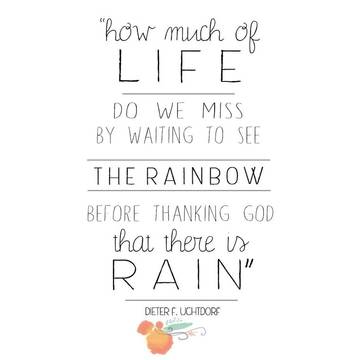 "how much of
LIFE
DO WE MISS
BY WAITING TO SEE
THE RAINBOW
BEFORE THANKING GOD
that there is
RAIN"
DIETER F. UCHTDORF